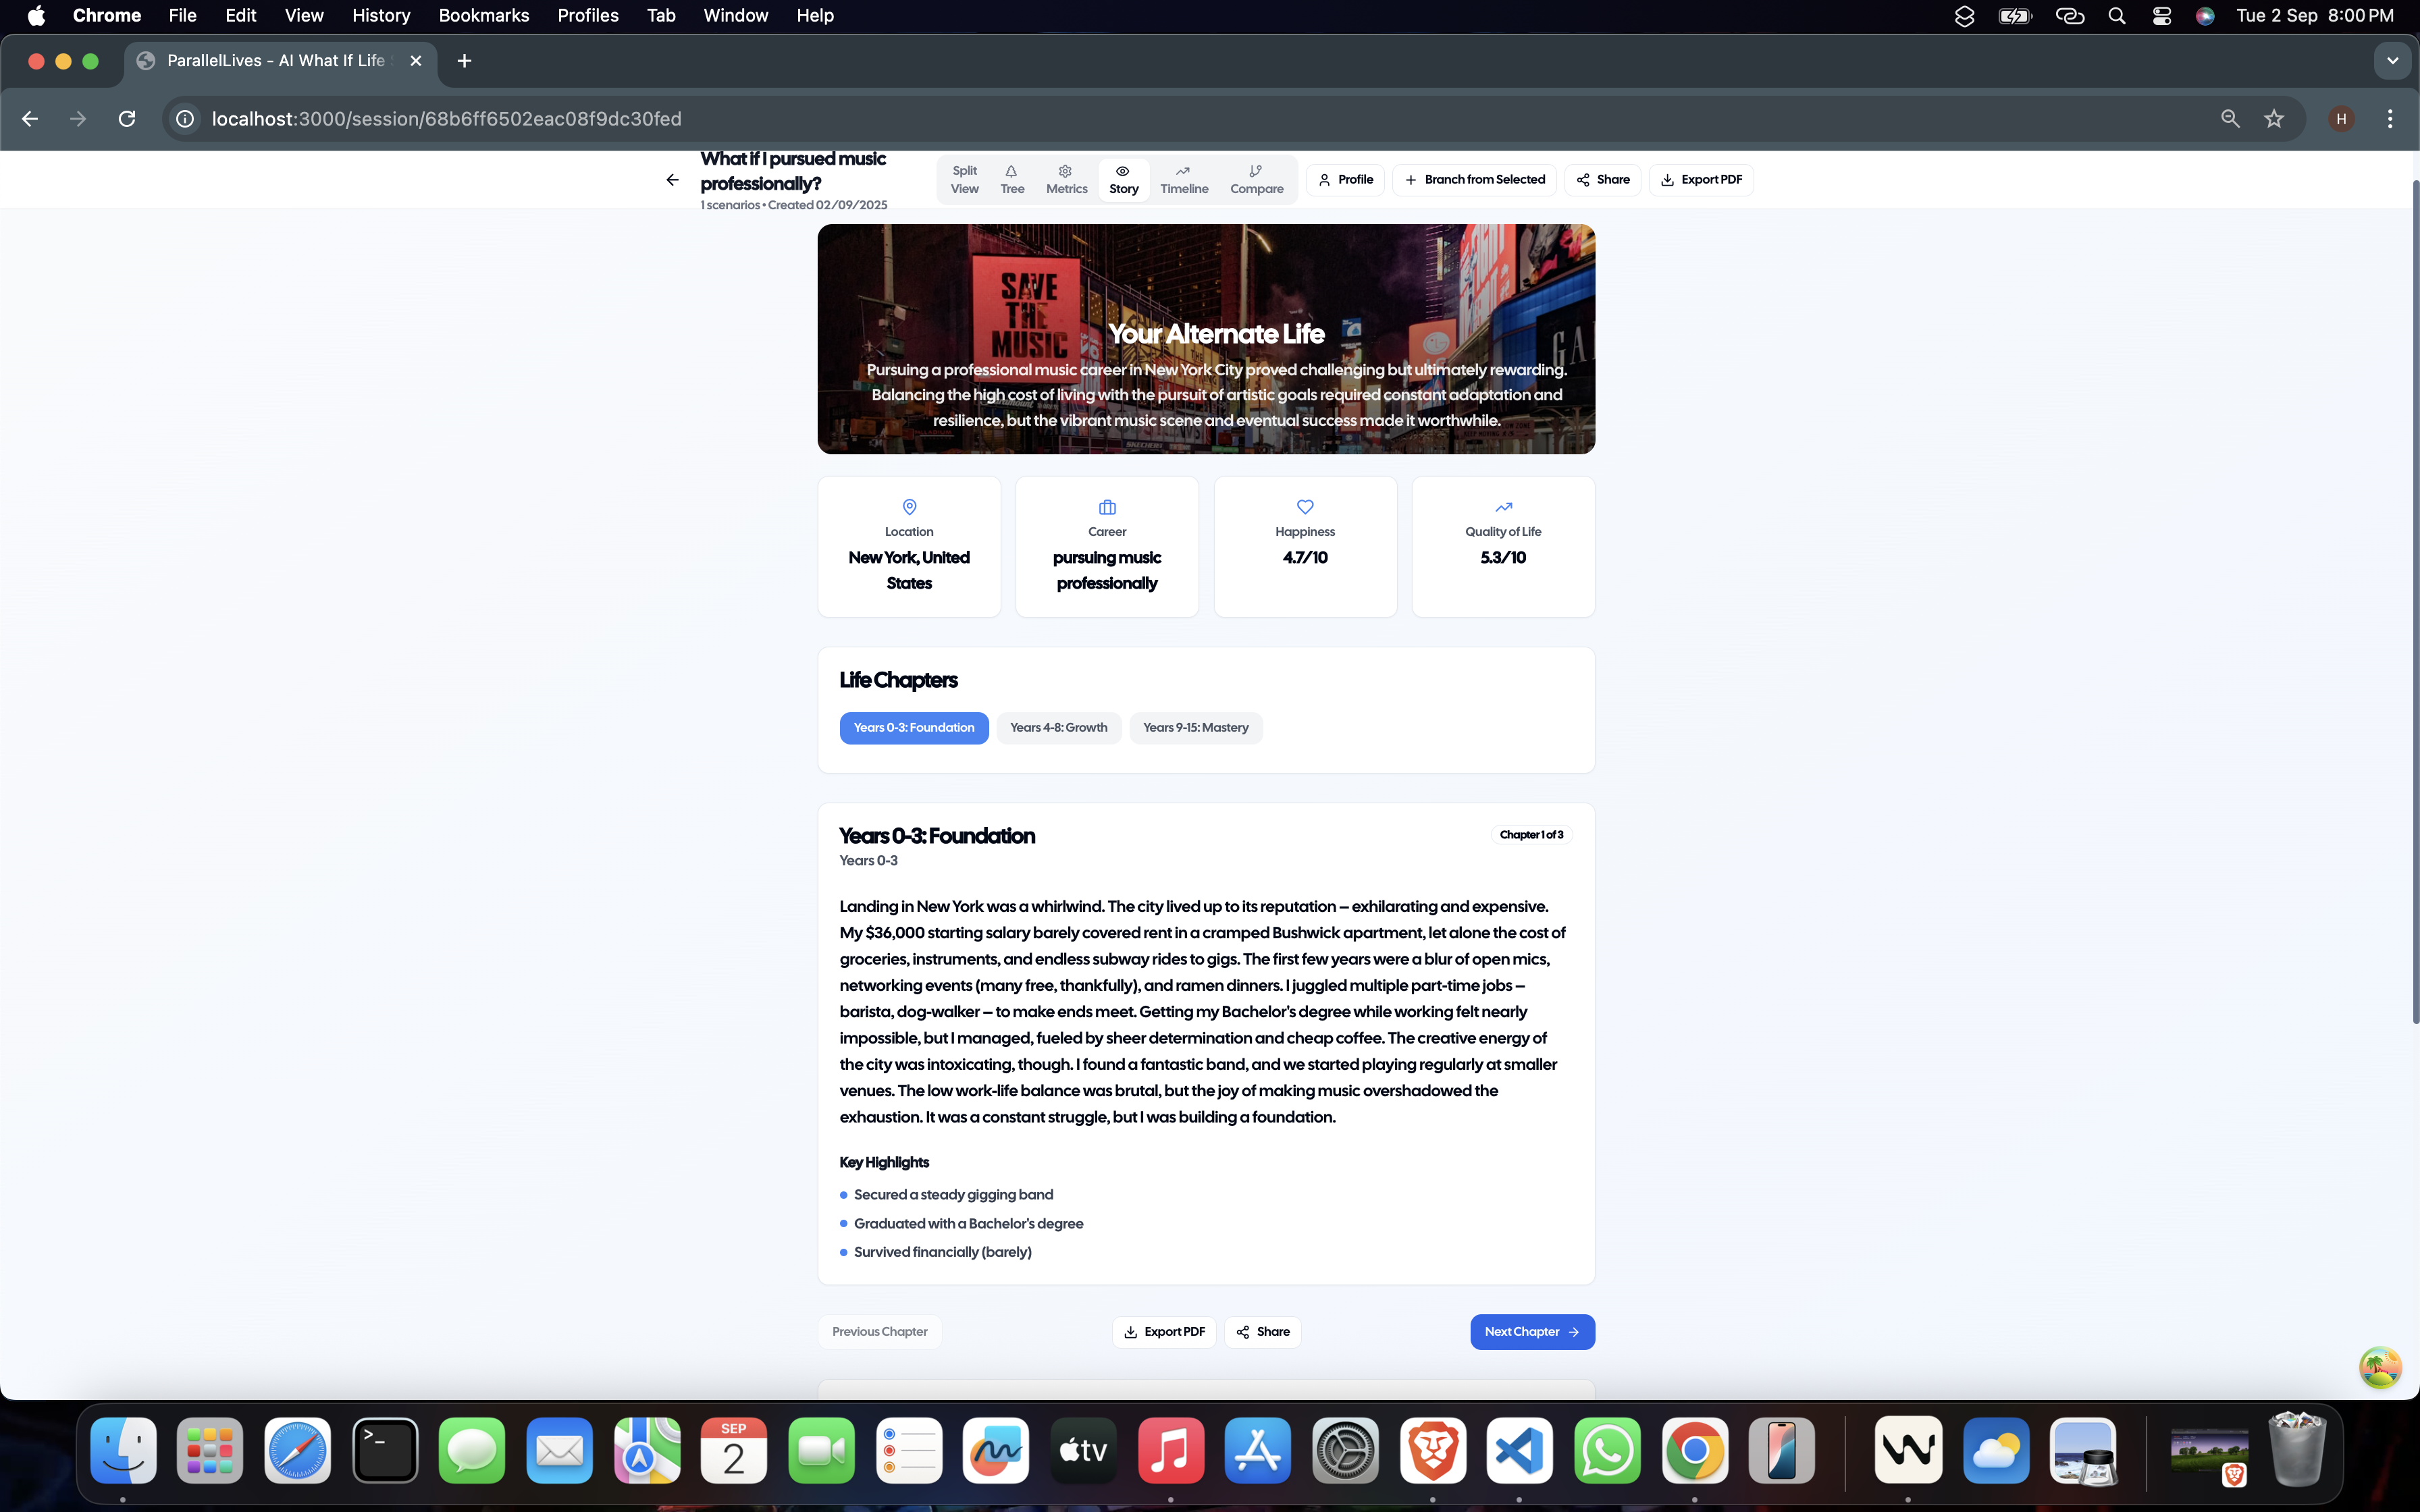 Chrome File Edit View History Bookmarks Profiles Tab Window Help
Tue 2 Sep 8:00 PM
ParallelLives - AI What If Life
localhost:3000/session/68b6ff6502eac08f9dc30fed
H
What if I pursued music
professionally?
1 scenarios • Created 02/09/2025
Split
View
Tree
Metrics
Story
Timeline
Compare
Profile
Branch from Selected
Share
Export PDF
SAVE
THE
MUSIC
GA
Your Alternate Life
Pursuing a professional music career in New York City proved challenging but ultimately rewarding.
Balancing the high cost of living with the pursuit of artistic goals required constant adaptation and
resilience, but the vibrant music scene and eventual success made it worthwhile.
SKECHERS
Location
New York, United
States
Career
pursuing music
professionally
Happiness
4.7/10
Quality of Life
5.3/10
Life Chapters
Years 0-3: Foundation
Years 4-8: Growth
Years 9-15: Mastery
Years 0-3: Foundation
Chapter 1 of 3
Years 0-3
Landing in New York was a whirlwind. The city lived up to its reputation – exhilarating and expensive.
My $36,000 starting salary barely covered rent in a cramped Bushwick apartment, let alone the cost of
groceries, instruments, and endless subway rides to gigs. The first few years were a blur of open mics,
networking events (many free, thankfully), and ramen dinners. I juggled multiple part-time jobs –
barista, dog-walker – to make ends meet. Getting my Bachelor's degree while working felt nearly
impossible, but I managed, fueled by sheer determination and cheap coffee. The creative energy of
the city was intoxicating, though. I found a fantastic band, and we started playing regularly at smaller
venues. The low work-life balance was brutal, but the joy of making music overshadowed the
exhaustion. It was a constant struggle, but I was building a foundation.
Key Highlights
• Secured a steady gigging band
• Graduated with a Bachelor's degree
• Survived financially (barely)
Previous Chapter
Export PDF
Share
Next Chapter →
SEP
2
tv